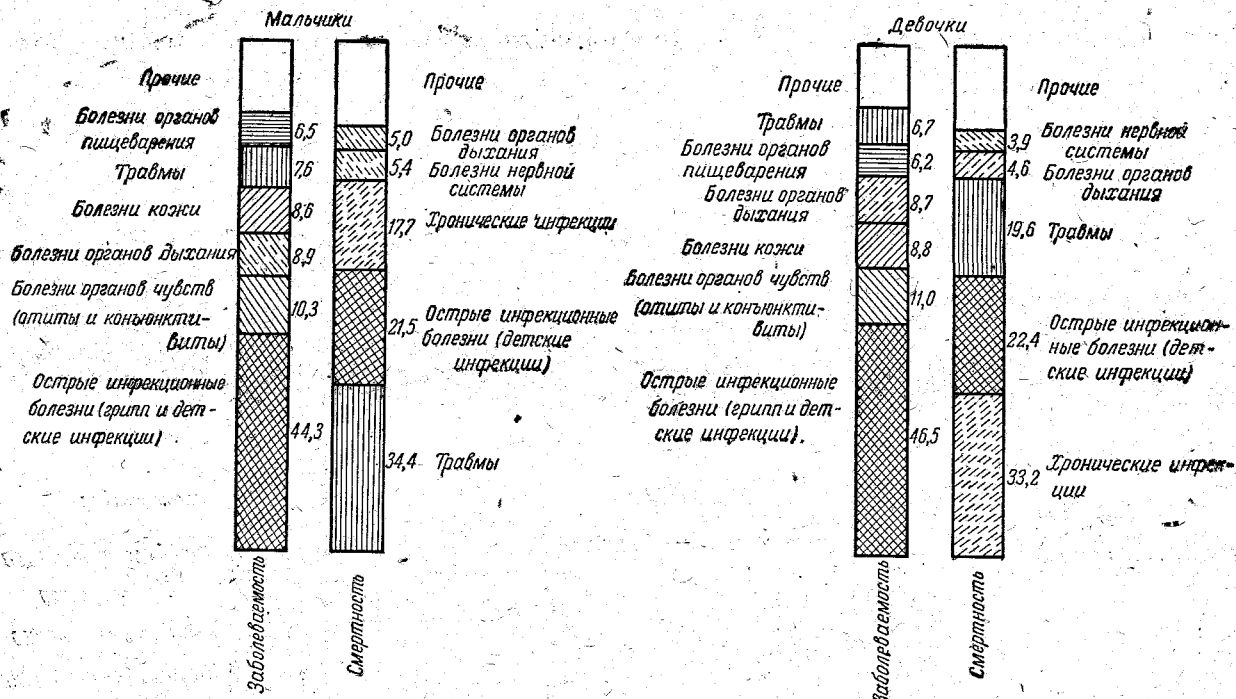 Мальчики
Прочие
Болезни органов
пищеварения
6,5
Травмы
7,6
Болезни кожи
8,6
Болезни органов дыхания
8,9
Болезни органов чувств
(отиты и конъюнкти-
виты)
10,3
Острые инфекционные
болезни (грипп и дет-
ские инфекции).
44,3
Заболеваемость
Прочие
5,0
Болезни органов
дыхания
5,4
Болезни нервной
системы
17,7
Хронические инфекции
21,5
Острые инфекционные
болезни (детские
инфекции)
34,4
Травмы
Смертность
Девочки
Прочие
Травмы
6,7
Болезни органов
пищеварения
6,2
Болезни органов
дыхания
8,7
Болезни кожи
8,8
Болезни органов чувств
(отиты и конъюнкти-
виты)
11,0
Острые инфекционные
болезни (грипп и дет-
ские инфекции).
46,5
Заболеваемость
Прочие
3,9
Болезни нервной
системы
4,6
Болезни органов
дыхания
19,6
Травмы
22,4
Острые инфекцион-
ные болезни (дет-
ские инфекции)
33,2
Хронические инфек-
ции
Смертность